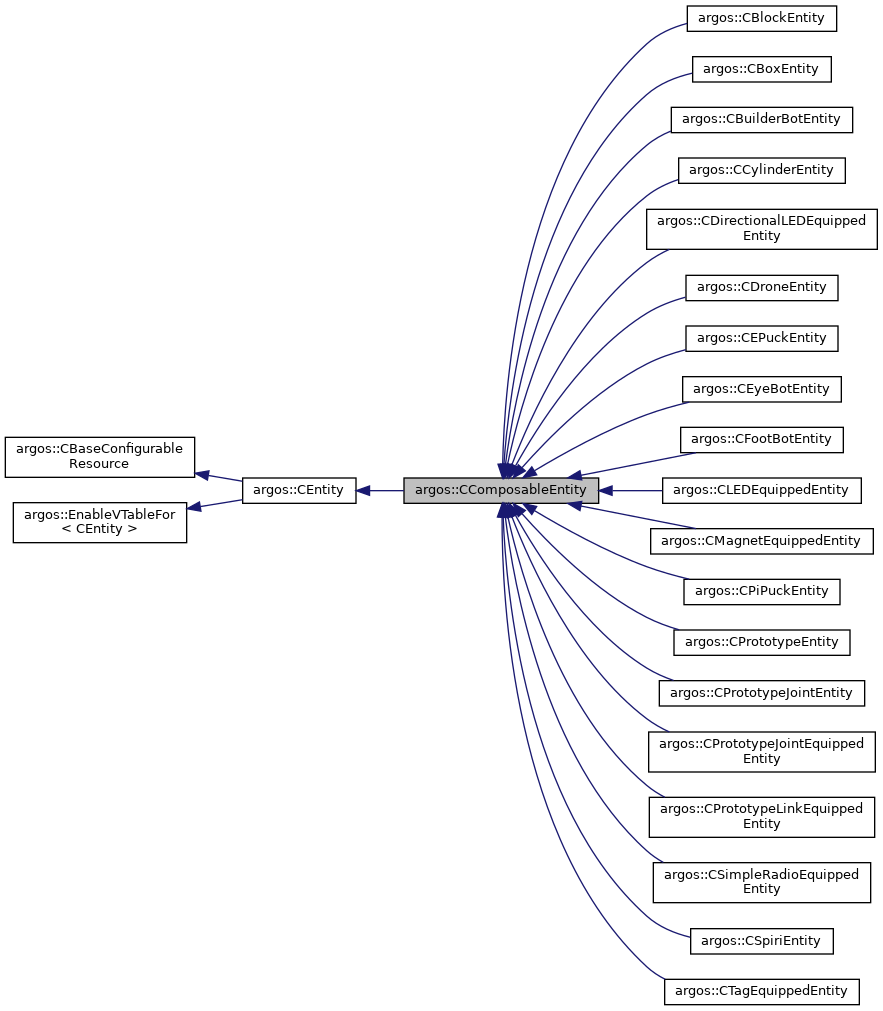 argos::CBlockEntity
argos::CBoxEntity
argos::CBuilderBotEntity
argos::CCylinderEntity
argos::CDirectionalLEDEquipped
Entity
argos::CDroneEntity
argos::CEPuckEntity
argos::CEyeBotEntity
argos::CFootBotEntity
argos::CBaseConfigurable
Resource
argos::CEntity
argos::CComposableEntity
argos::CLEDEquippedEntity
argos::EnableVTableFor
< CEntity >
argos::CMagnetEquippedEntity
argos::CPiPuckEntity
argos::CPrototypeEntity
argos::CPrototypeJointEntity
argos::CPrototypeJointEquipped
Entity
argos::CPrototypeLinkEquipped
Entity
argos::CSimpleRadioEquipped
Entity
argos::CSpiriEntity
argos::CTagEquippedEntity